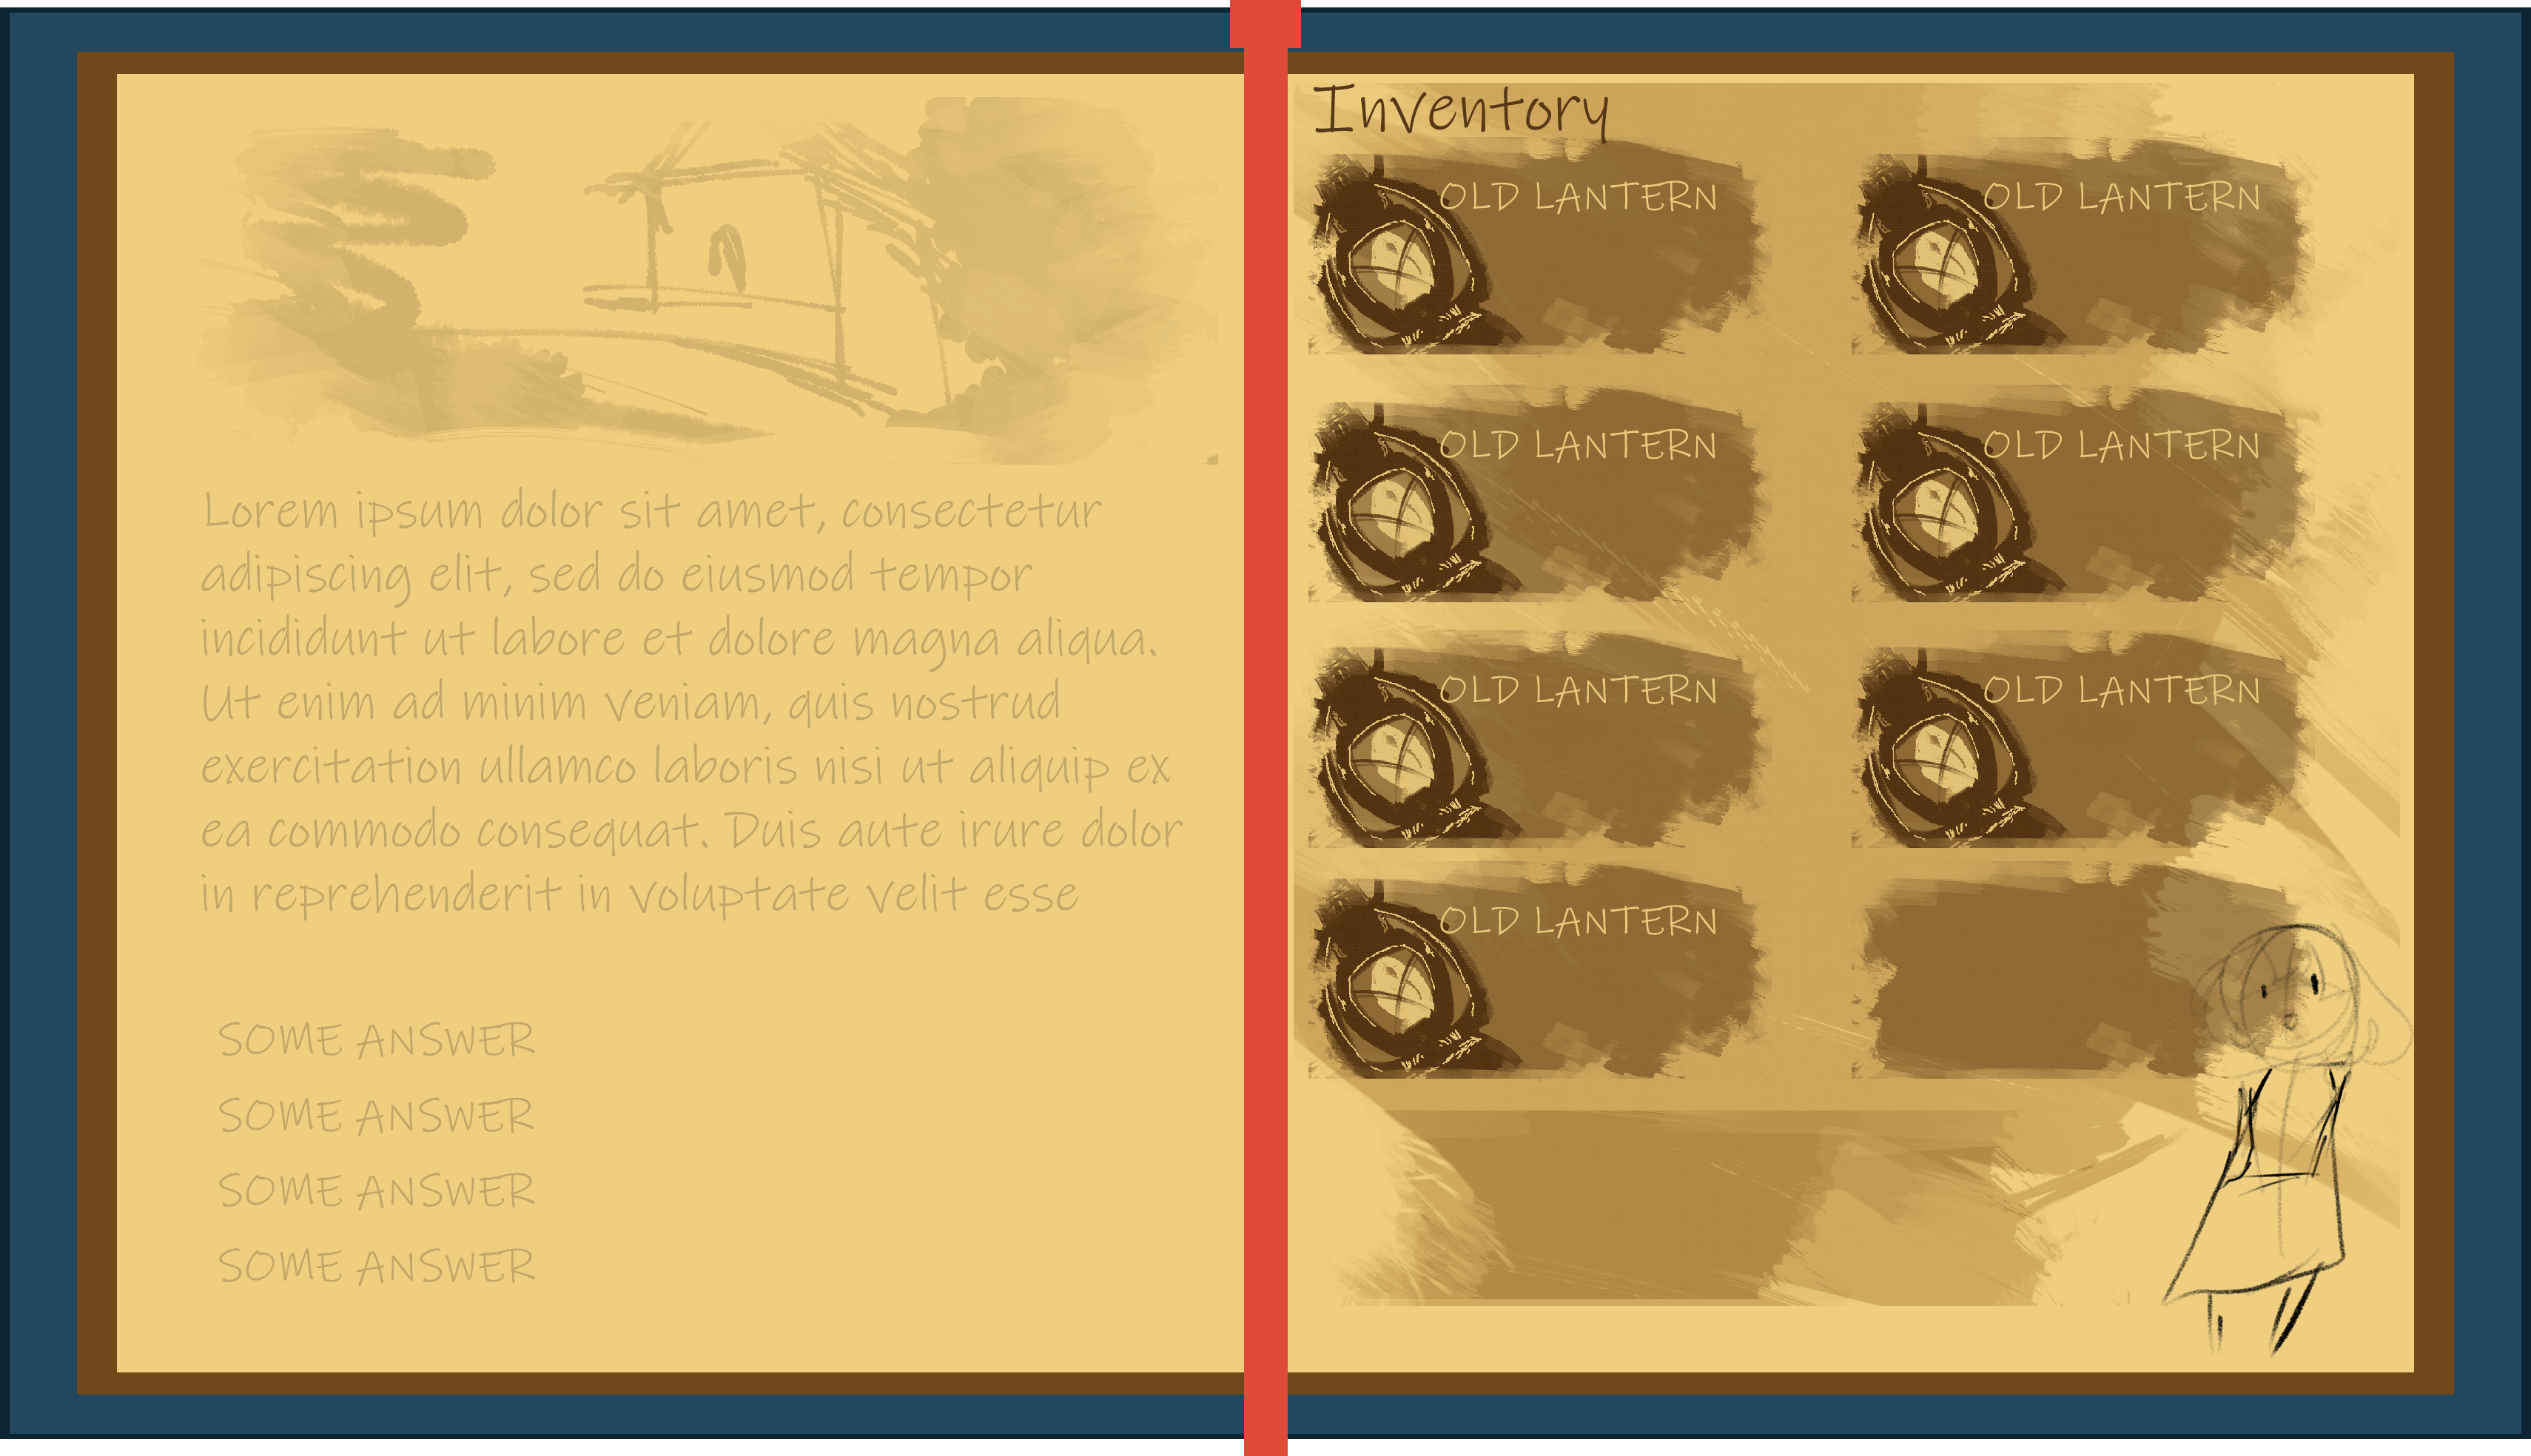 Lorem ipsum dolor sit amet, consectetur
adipiscing elit, sed do eiusmod tempor
incididunt ut labore et dolore magna aliqua.
Ut enim ad minim veniam, quis nostrud
exercitation ullamco laboris nisi ut aliquip ex
ea commodo consequat. Duis aute irure dolor
in reprehenderit in voluptate velit esse
SOME ANSWER
SOME ANSWER
SOME ANSWER
SOME ANSWER
Inventory
OLD LANTERN
OLD LANTERN
OLD LANTERN
OLD LANTERN
OLD LANTERN
OLD LANTERN
OLD LANTERN